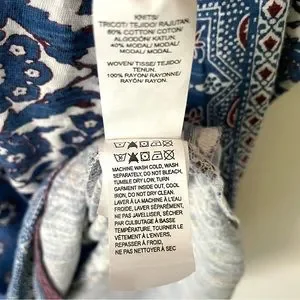 KNITS/
TRICOT/ TEJIDO/ RAJUTAN.
60% COTTON/ COTON/
ALGODÓN/ KATUN.
40% MODAL/ MODAL/
MODAL/ MODAL.
WOVEN/ TISSE/ TEJIDO/
TENUN.
100% RAYON/ RAYONNE/
RAYÓN/ RAYON.
MACHINE WASH COLD, WASH
SEPARATELY, DO NOT BLEACH,
TUMBLE DRY LOW, TURN
GARMENT INSIDE OUT, COOL
IRON, DO NOT DRY CLEAN.
LAVER À LA MACHINE À L'EAU
FROIDE, LAVER SÉPARÉMENT,
NE PAS JAVELLISER, SÉCHER
PAR CULBUTAGE À BASSE
TEMPÉRATURE, TOURNER LE
VÊTEMENT À L'ENVERS,
REPASSER À FROID,
NE PAS NETTOYER À SEC